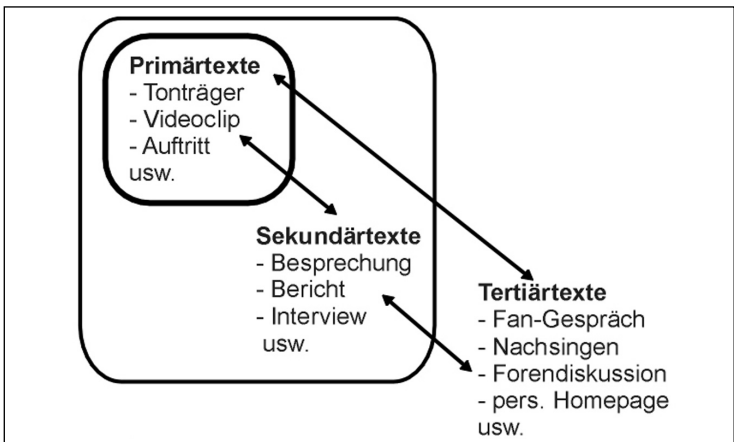 Primärtexte
- Tonträger
- Videoclip
- Auftritt
usw.
Sekundärtexte
- Besprechung
- Bericht
- Interview
usw.
Tertiärtexte
- Fan-Gespräch
- Nachsingen
- Forendiskussion
- pers. Homepage
usw.